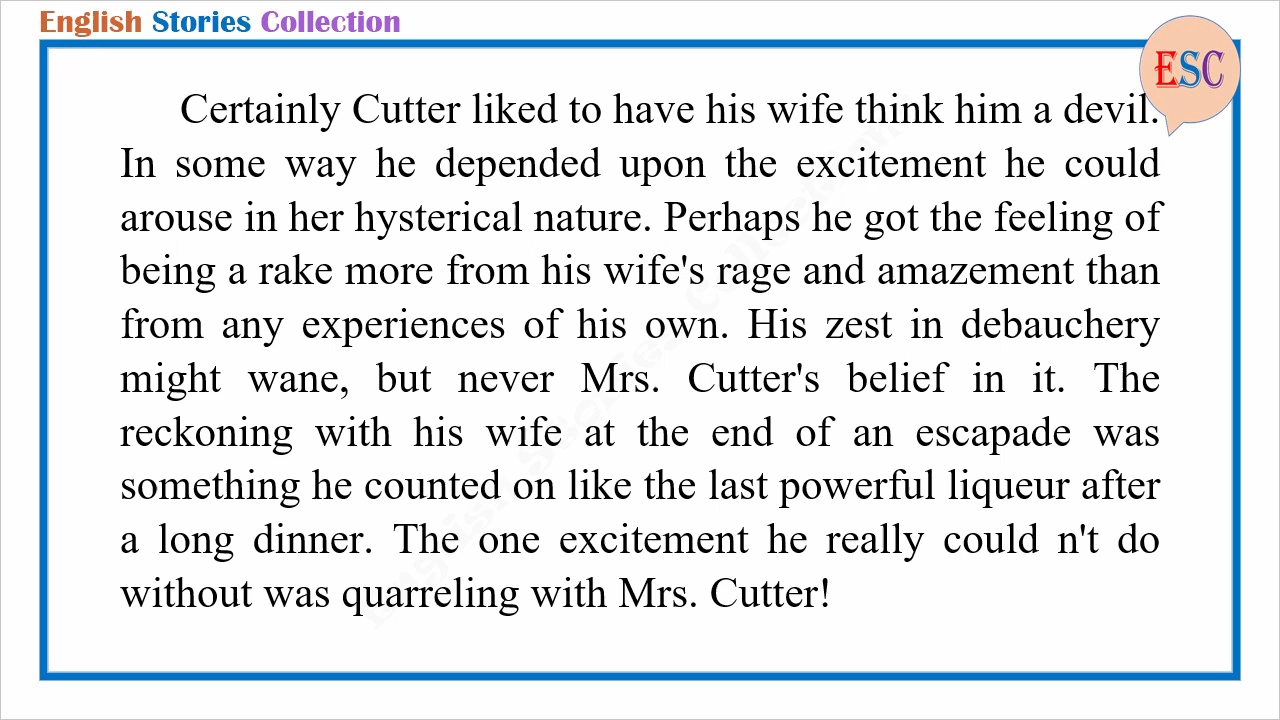 English Stories Collection
ESC
Certainly Cutter liked to have his wife think him a devil.
In some way he depended upon the excitement he could
arouse in her hysterical nature. Perhaps he got the feeling of
being a rake more from his wife's rage and amazement than
from any experiences of his own. His zest in debauchery
might wane, but never Mrs. Cutter's belief in it. The
reckoning with his wife at the end of an escapade was
something he counted on like the last powerful liqueur after
a long dinner. The one excitement he really could n't do
without was quarreling with Mrs. Cutter!